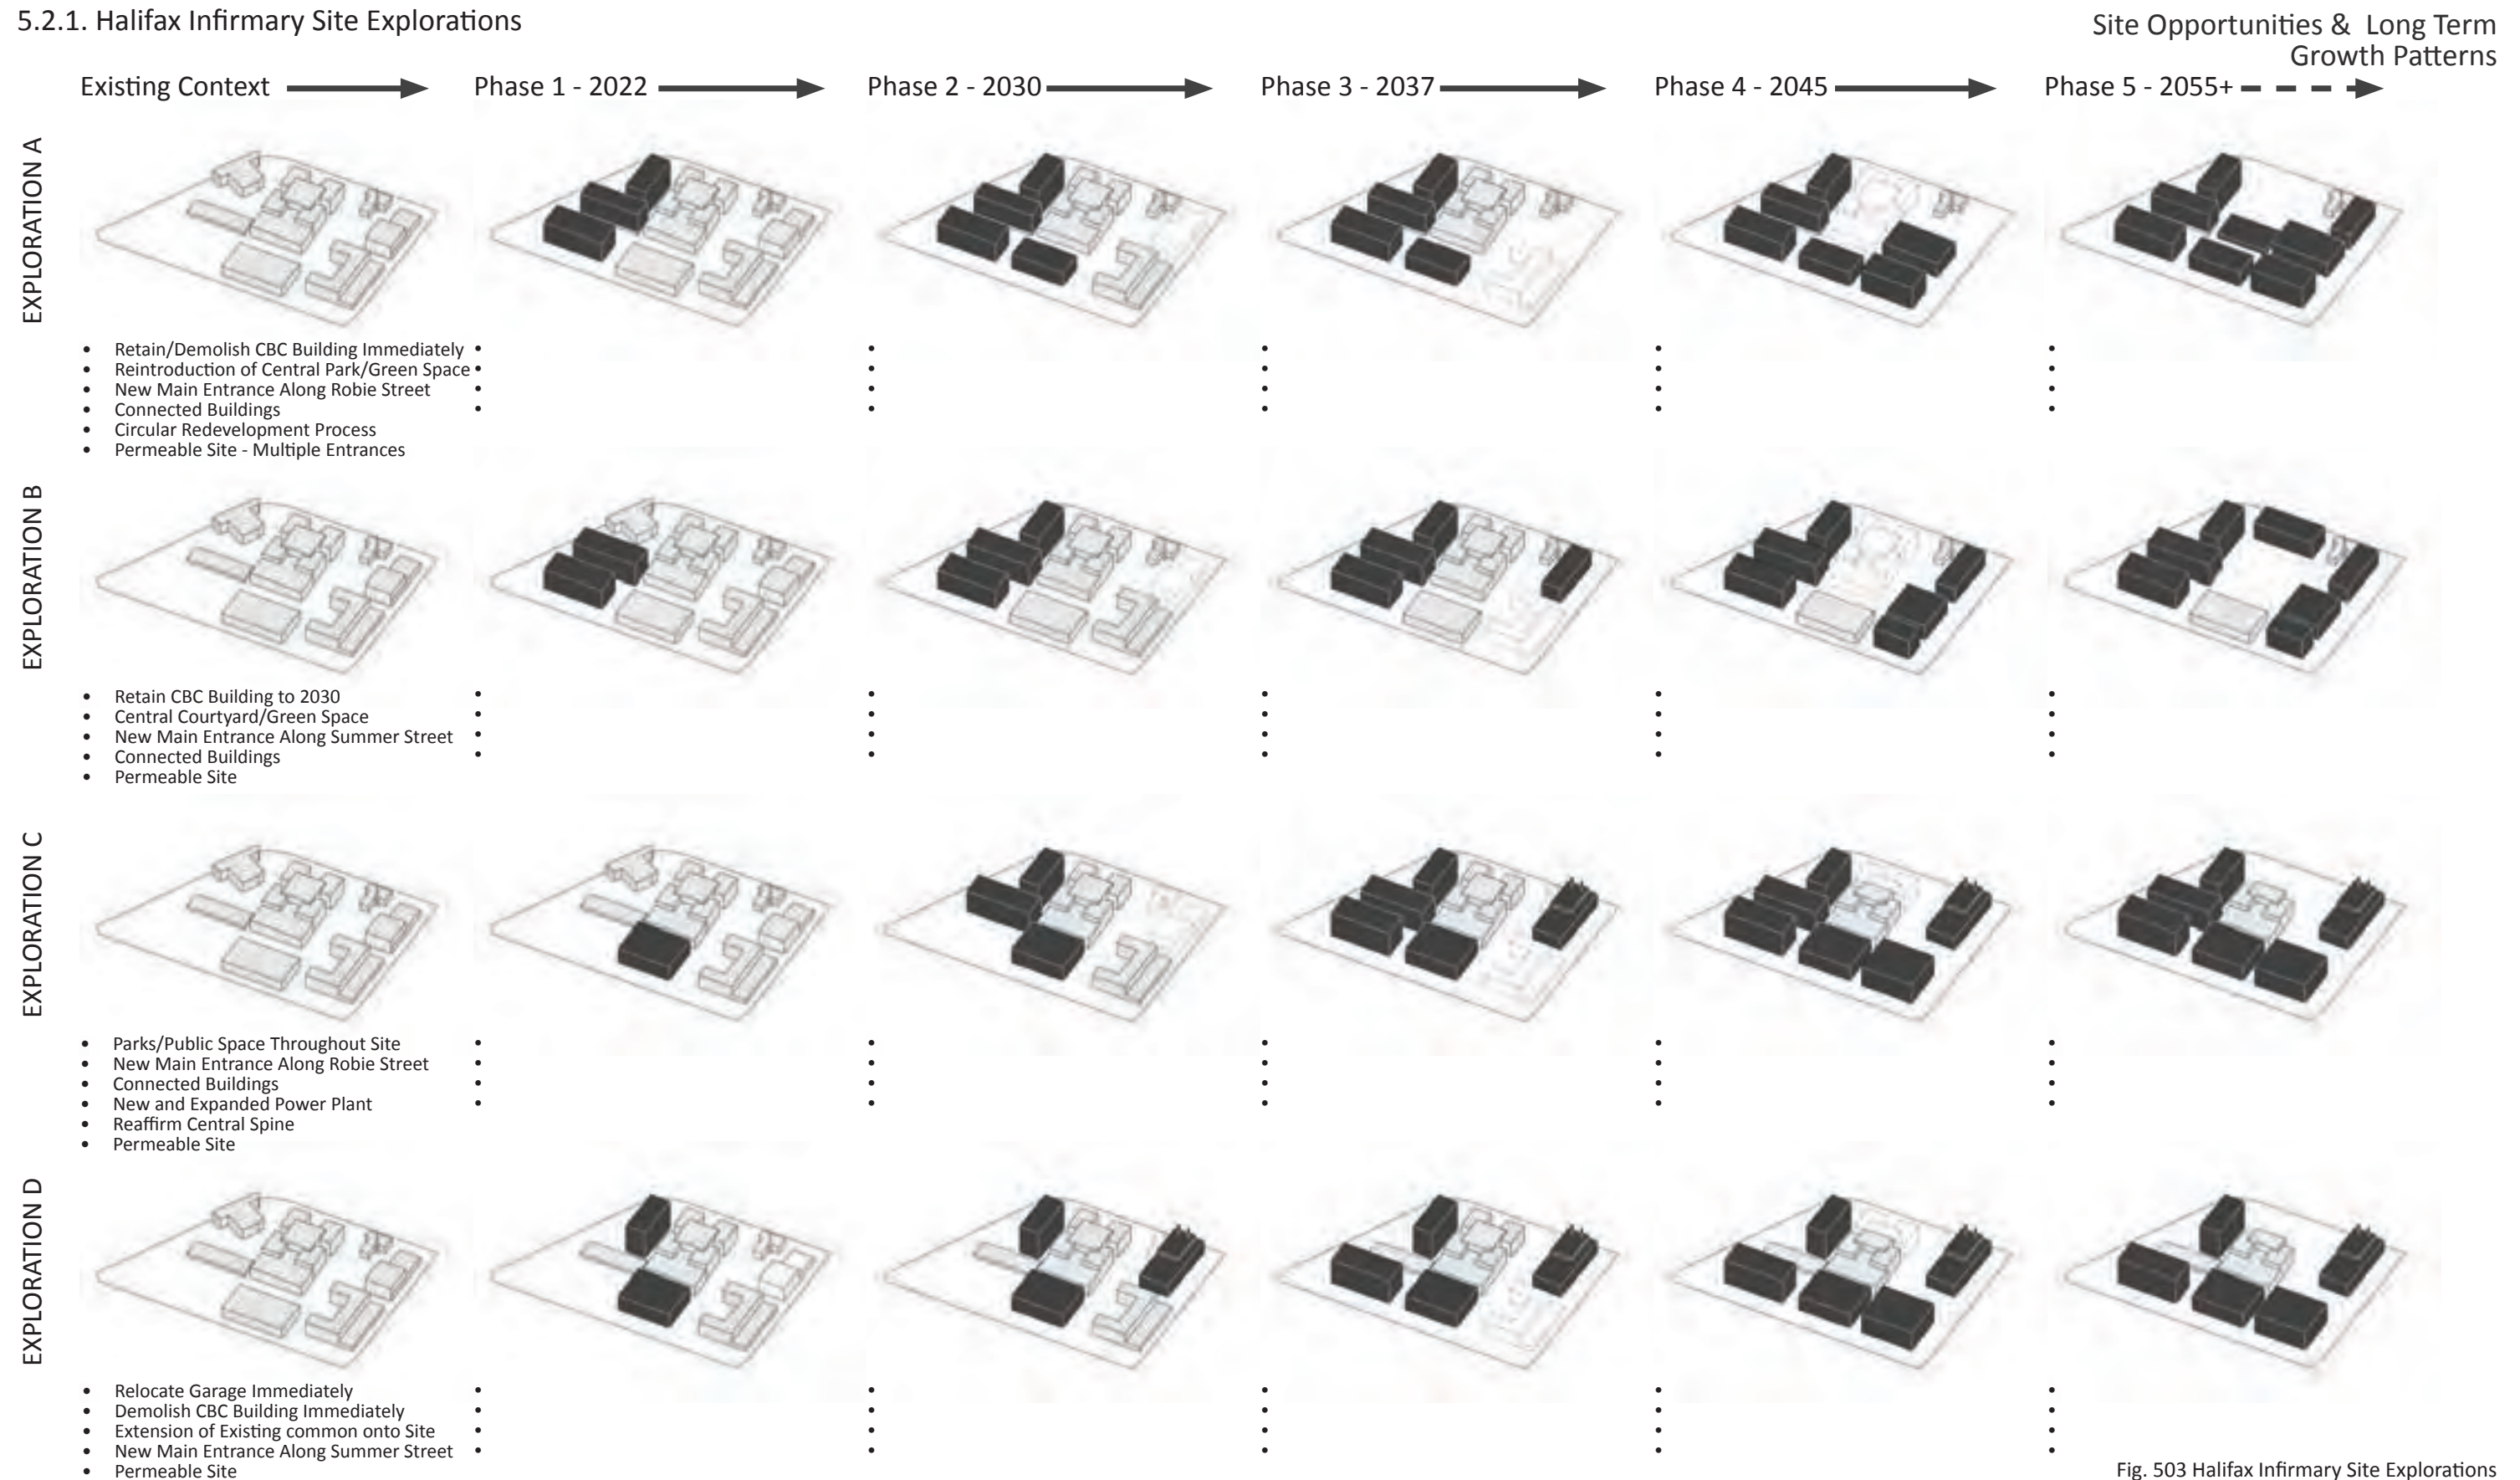 5.2.1. Halifax Infirmary Site Explorations
Site Opportunities & Long Term
Growth Patterns
Existing Context
Phase 1 - 2022
Phase 2 - 2030
Phase 3 - 2037
Phase 4 - 2045
Phase 5 - 2055+
EXPLORATION A
• Retain/Demolish CBC Building Immediately
• Reintroduction of Central Park/Green Space
• New Main Entrance Along Robie Street
• Connected Buildings
• Circular Redevelopment Process
• Permeable Site - Multiple Entrances
EXPLORATION B
• Retain CBC Building to 2030
• Central Courtyard/Green Space
• New Main Entrance Along Summer Street
• Connected Buildings
• Permeable Site
EXPLORATION C
• Parks/Public Space Throughout Site
• New Main Entrance Along Robie Street
• Connected Buildings
• New and Expanded Power Plant
• Reaffirm Central Spine
• Permeable Site
EXPLORATION D
• Relocate Garage Immediately
• Demolish CBC Building Immediately
• Extension of Existing common onto Site
• New Main Entrance Along Summer Street
• Permeable Site
Fig. 503 Halifax Infirmary Site Explorations